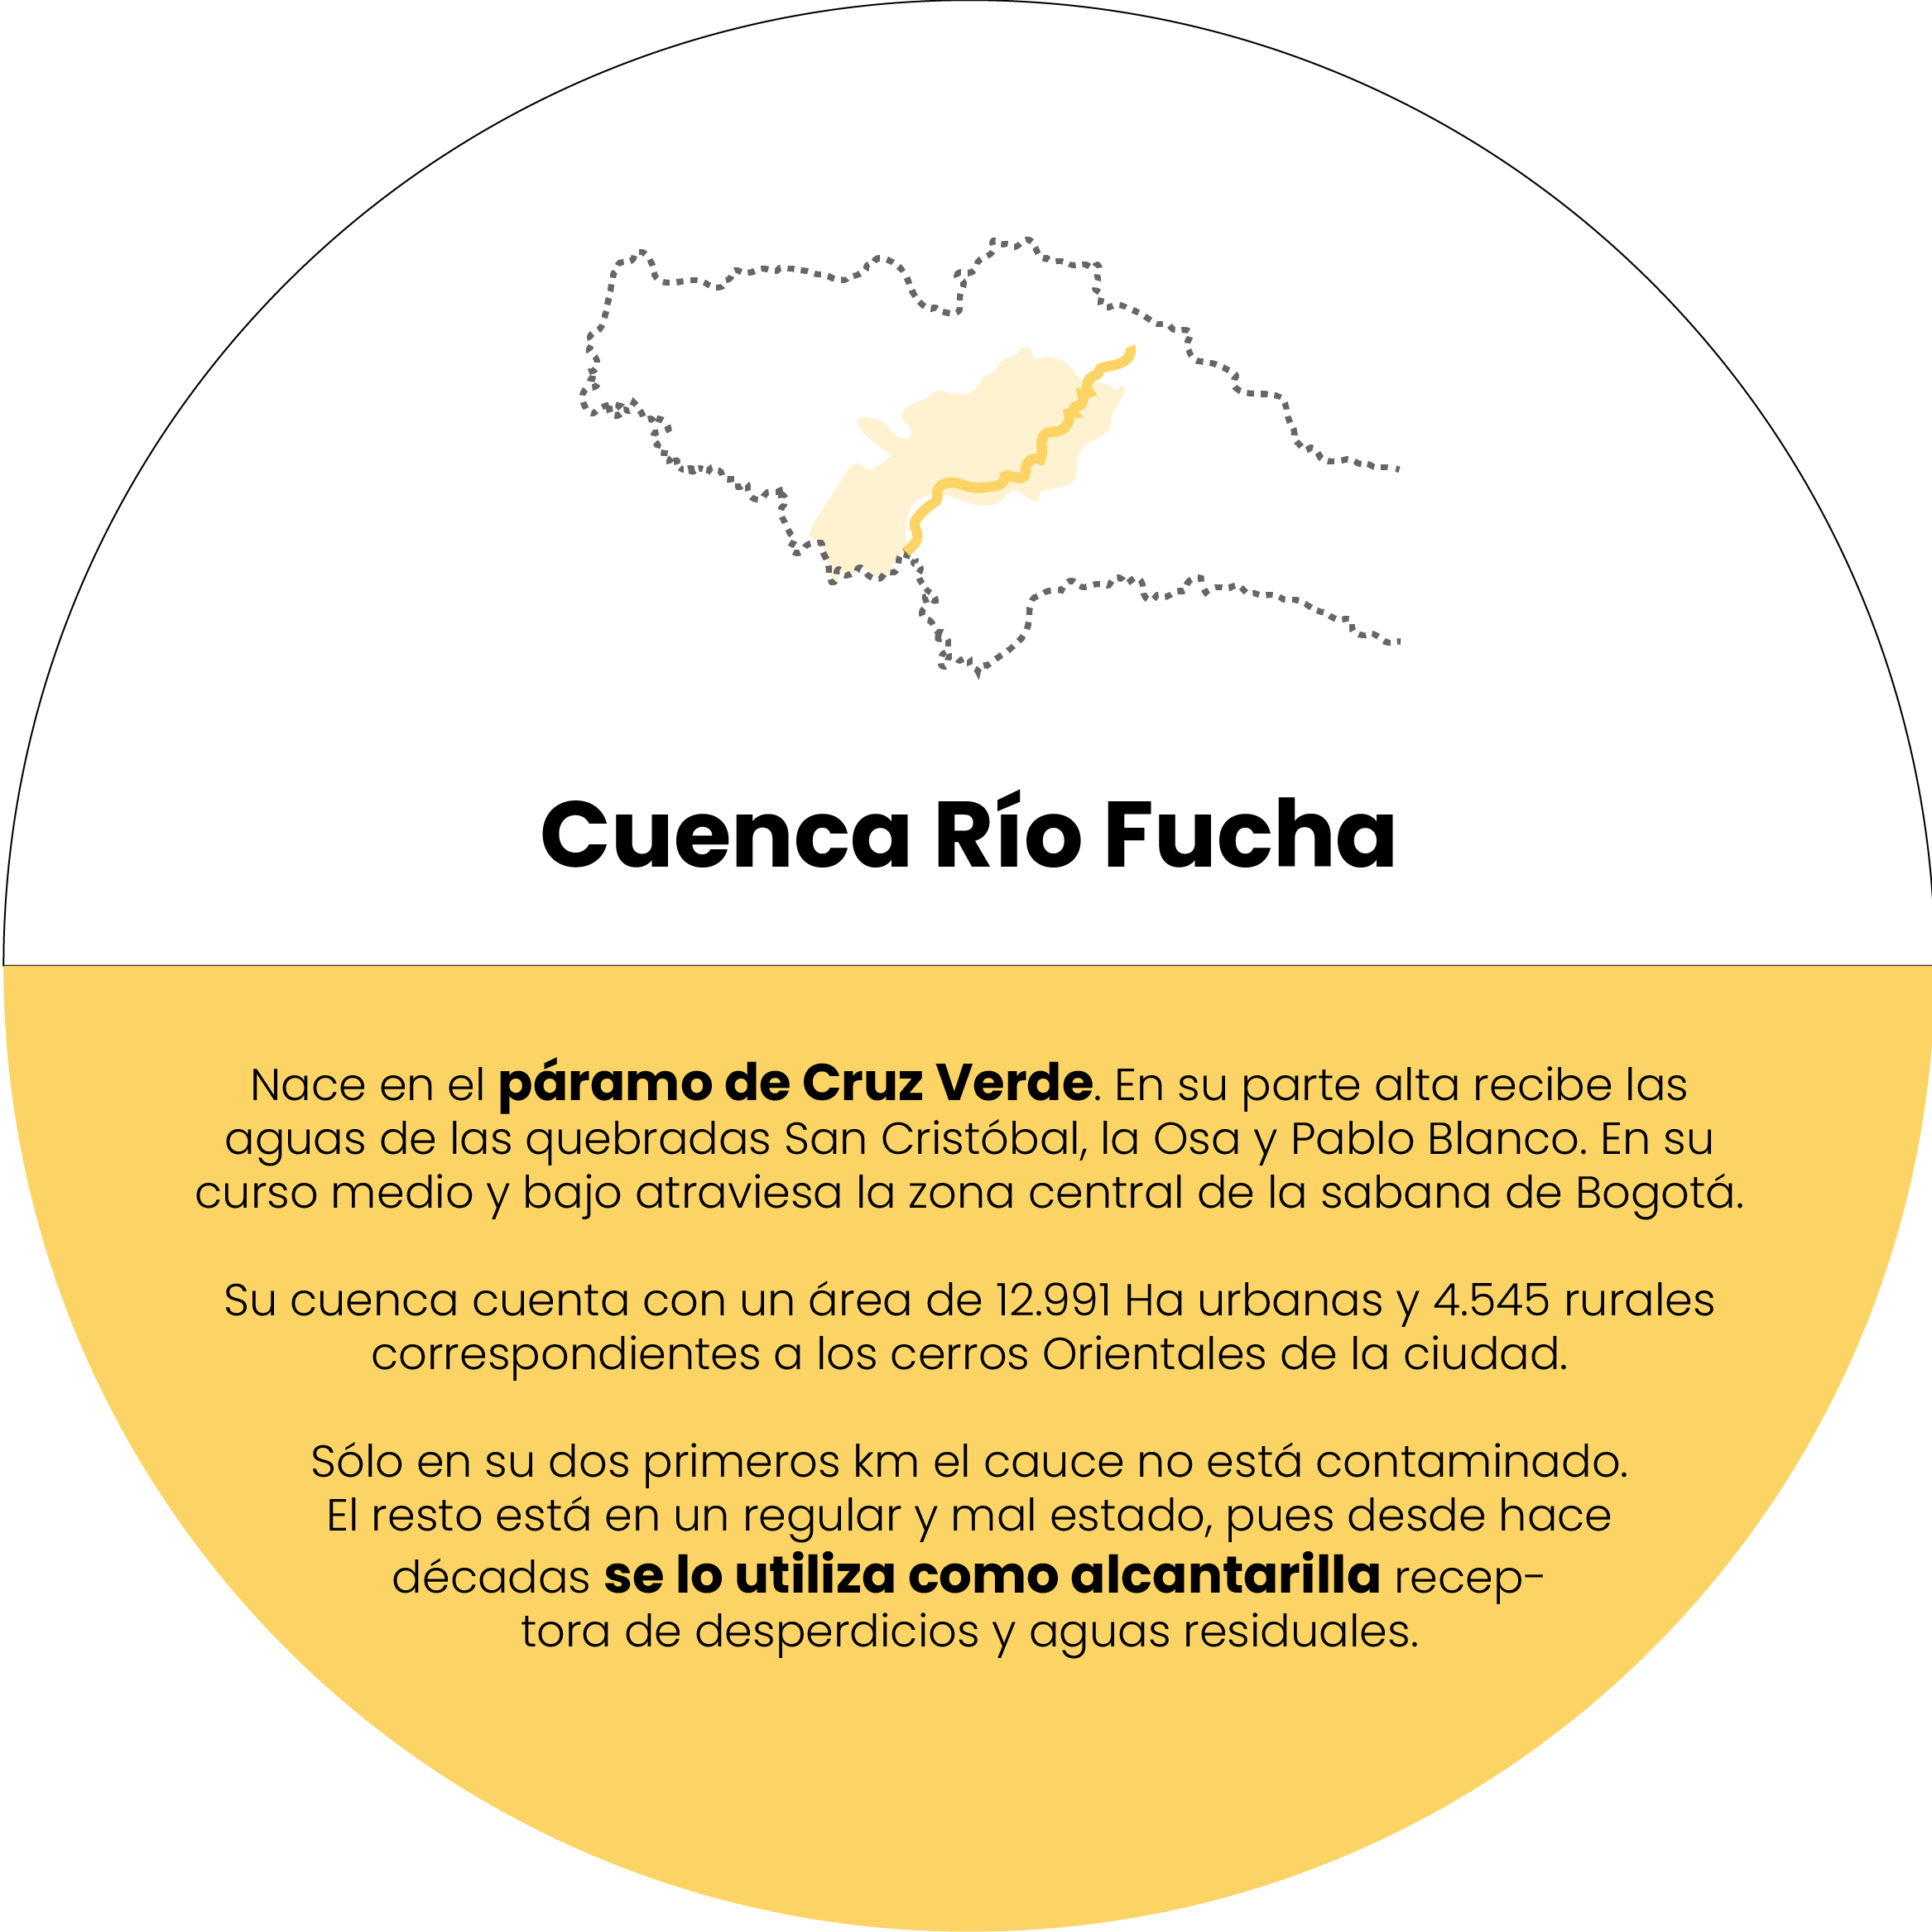 Cuenca Río Fucha
Nace en el páramo de Cruz Verde. En su parte alta recibe las
aguas de las quebradas San Cristóbal, la Osa y Pablo Blanco. En su
curso medio y bajo atraviesa la zona central de la sabana de Bogotá.
Su cuenca cuenta con un área de 12.991 Ha urbanas y 4.545 rurales
correspondientes a los cerros Orientales de la ciudad.
Sólo en su dos primeros km el cauce no está contaminado.
El resto está en un regular y mal estado, pues desde hace
décadas se lo utiliza como alcantarilla recep-
tora de desperdicios y aguas residuales.